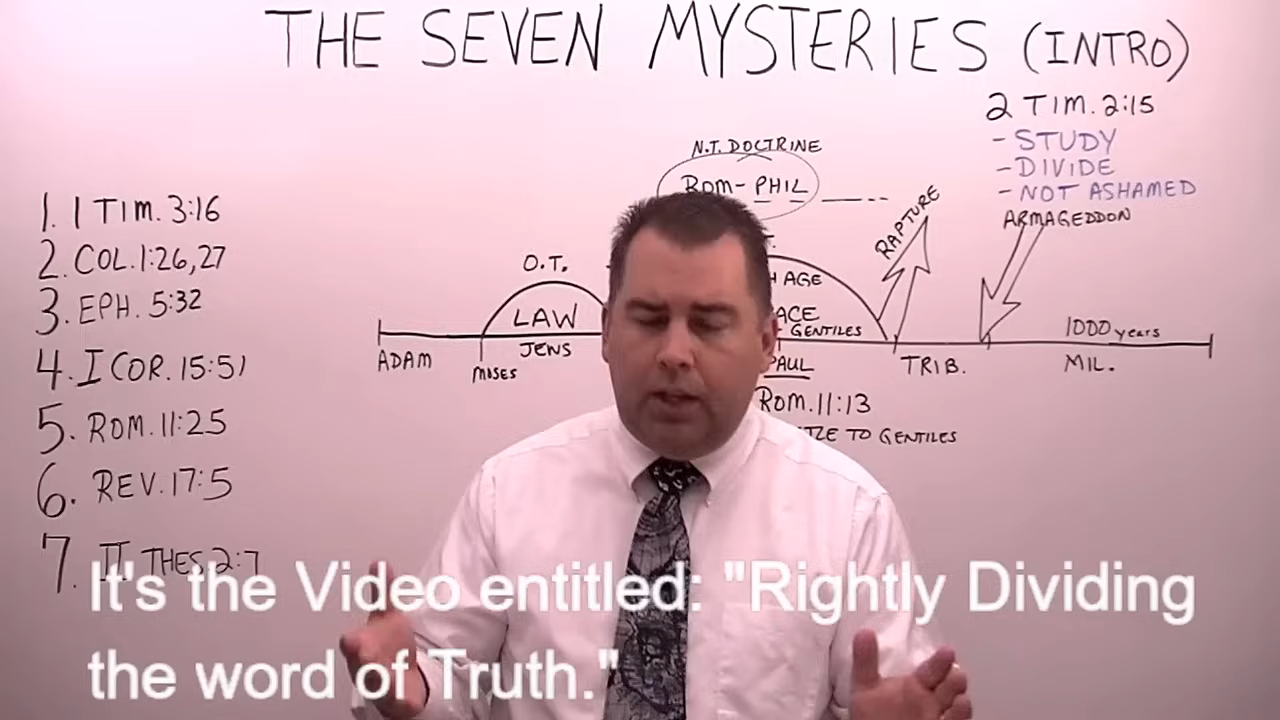 THE SEVEN MYSTERIES (INTRO)
2 TIM. 2:15
- STUDY
- DIVIDE
- NOT ASHAMED
N.T. DOCTRINE
ROM - PHIL
1. 1 TIM. 3:16
2. COL. 1:26,27
3. EPH. 5:32
4. I COR. 15:51
5. ROM. 11:25
6. REV. 17:5
7. II THES 2:7
O.T.
LAW
JEWS
ADAM
MOSES
AGE
GENTILES
PAUL
ROM. 11:13
TO GENTILES
RAPTURE
TRIB.
ARMAGEDDON
1000 years
MIL.
It's the Video entitled: "Rightly Dividing
the word of Truth."